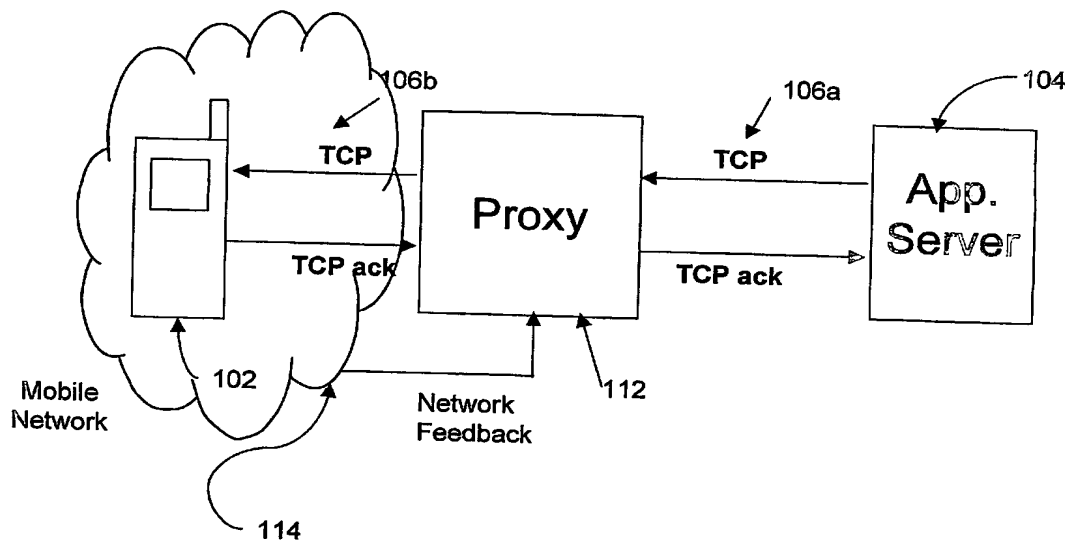 106b
106a
104
TCP
TCP
App.
Server
Proxy
TCP ack
TCP ack
102
112
Mobile
Network
Network
Feedback
114